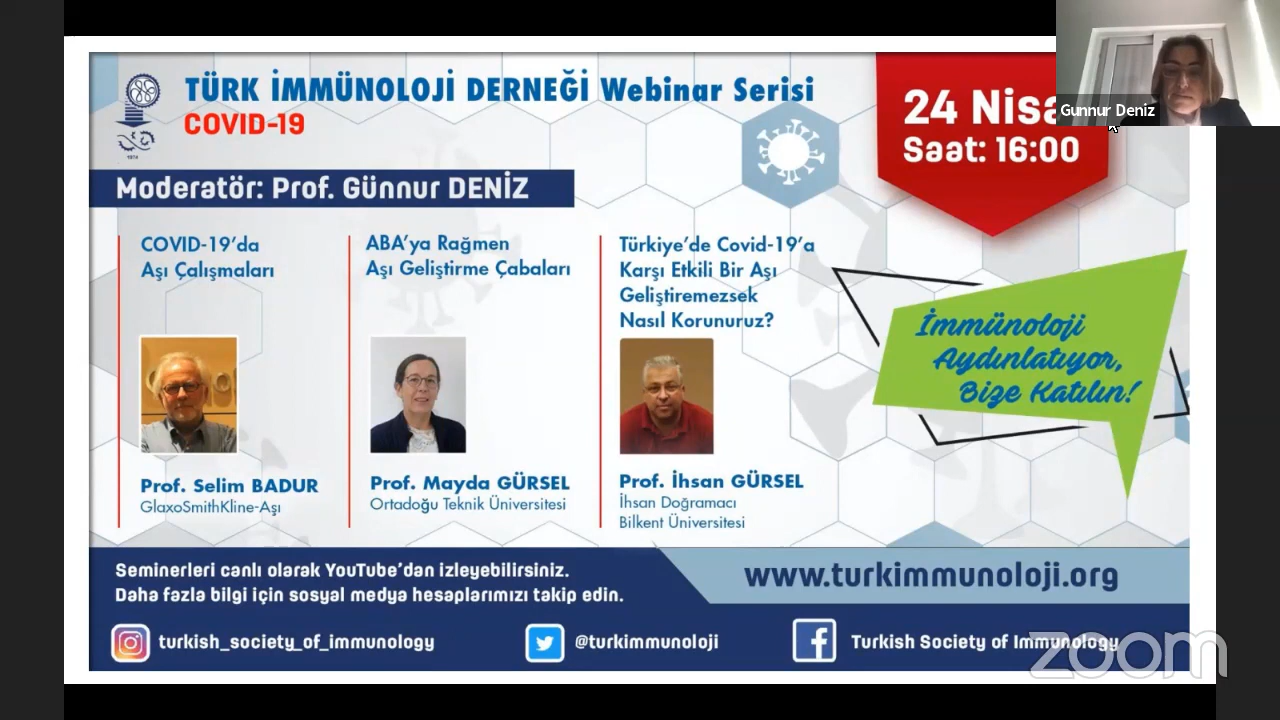 TÜRK İMMÜNOLOJİ DERNEĞİ Webinar Serisi
COVID-19
24 Nisa
Saat: 16:00
Gunnur Deniz
Moderatör: Prof. Günnur DENİZ
COVID-19'da
Aşı Çalışmaları
Prof. Selim BADUR
GlaxoSmithKline-Aşı
ABA'ya Rağmen
Aşı Geliştirme Çabaları
Prof. Mayda GÜRSEL
Ortadoğu Teknik Üniversitesi
Türkiye'de Covid-19'a
Karşı Etkili Bir Aşı
Geliştiremezsek
Nasıl Korunuruz?
Prof. İhsan GÜRSEL
İhsan Doğramacı
Bilkent Üniversitesi
İmmünoloji
Aydınlatıyor,
Bize Katılın!
Seminerleri canlı olarak YouTube'dan izleyebilirsiniz.
Daha fazla bilgi için sosyal medya hesaplarımızı takip edin.
www.turkimmunoloji.org
turkish_society_of_immunology
@turkimmunoloji
Turkish Society of Immunology
zoom